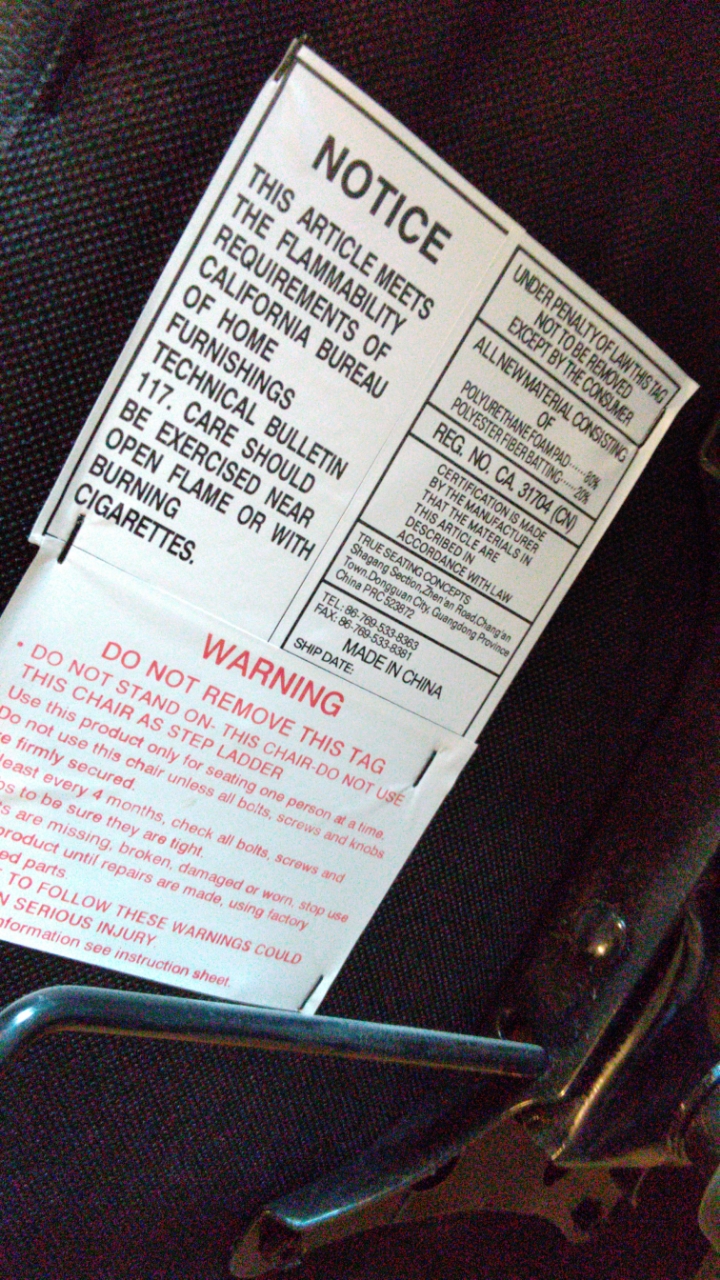 NOTICE
THIS ARTICLE MEETS
THE FLAMMABILITY
REQUIREMENTS OF
CALIFORNIA BUREAU
OF HOME
FURNISHINGS
TECHNICAL BULLETIN
117. CARE SHOULD
BE EXERCISED NEAR
OPEN FLAME OR WITH
BURNING
CIGARETTES.
UNDER PENALTY OF LAW THIS TAG
NOT TO BE REMOVED
EXCEPT BY THE CONSUMER
ALL NEW MATERIAL CONSISTING
OF
POLYURETHANE FOAM PAD······80%
POLYESTER FIBER BATTING······20%
REG. NO. CA. 31704 (CN)
CERTIFICATION IS MADE
BY THE MANUFACTURER
THAT THE MATERIALS IN
THIS ARTICLE ARE
DESCRIBED IN
ACCORDANCE WITH LAW
TRUE SEATING CONCEPTS
Shagang Section,Zhen'an Road,Chang'an
Town,Dongguan City, Guangdong Province
China PRC 523872
TEL: 86-769-533-8363
FAX: 86-769-533-8381
MADE IN CHINA
SHIP DATE:
WARNING
DO NOT REMOVE THIS TAG
* DO NOT STAND ON- THIS CHAIR-DO NOT USE
THIS CHAIR AS STEP LADDER
Use this product only for seating one person at a time.
Do not use this chair unless all bolts, screws and knobs
e firmly secured.
least every 4 months, check all bolts, screws and
bs to be sure they are tight.
s are missing, broken, damaged or worn, stop use
product until repairs are made, using factory
ed parts.
TO FOLLOW THESE WARNINGS COULD
N SERIOUS INJURY.
nformation see instruction sheet.